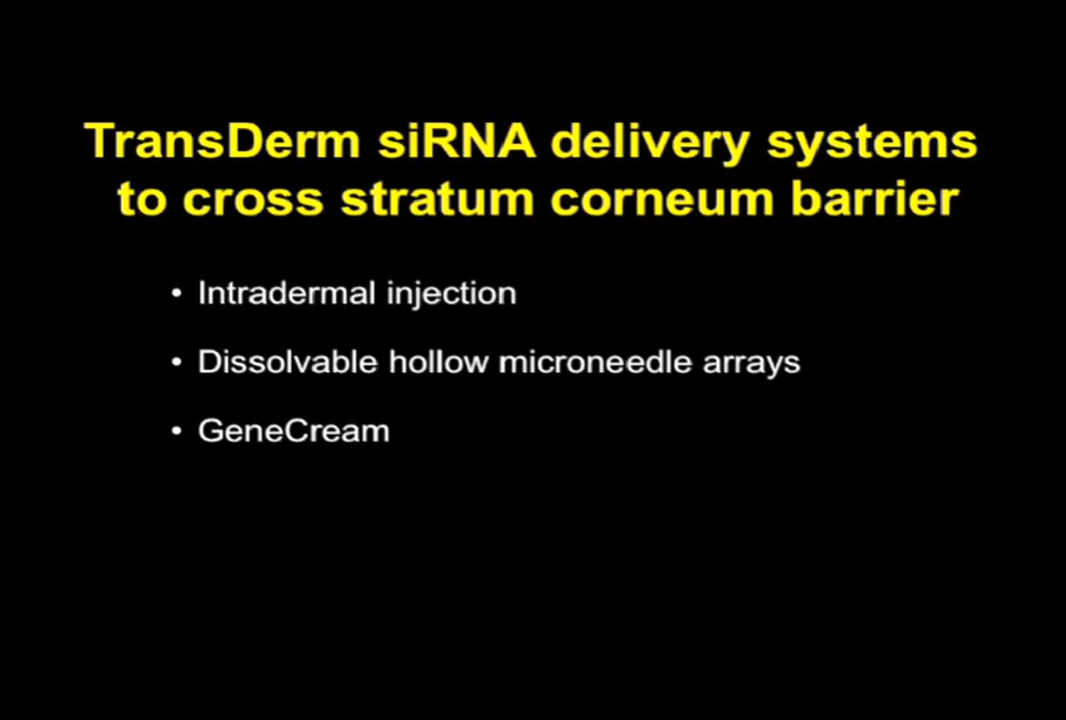 TransDerm siRNA delivery systems
to cross stratum corneum barrier
• Intradermal injection
• Dissolvable hollow microneedle arrays
• GeneCream